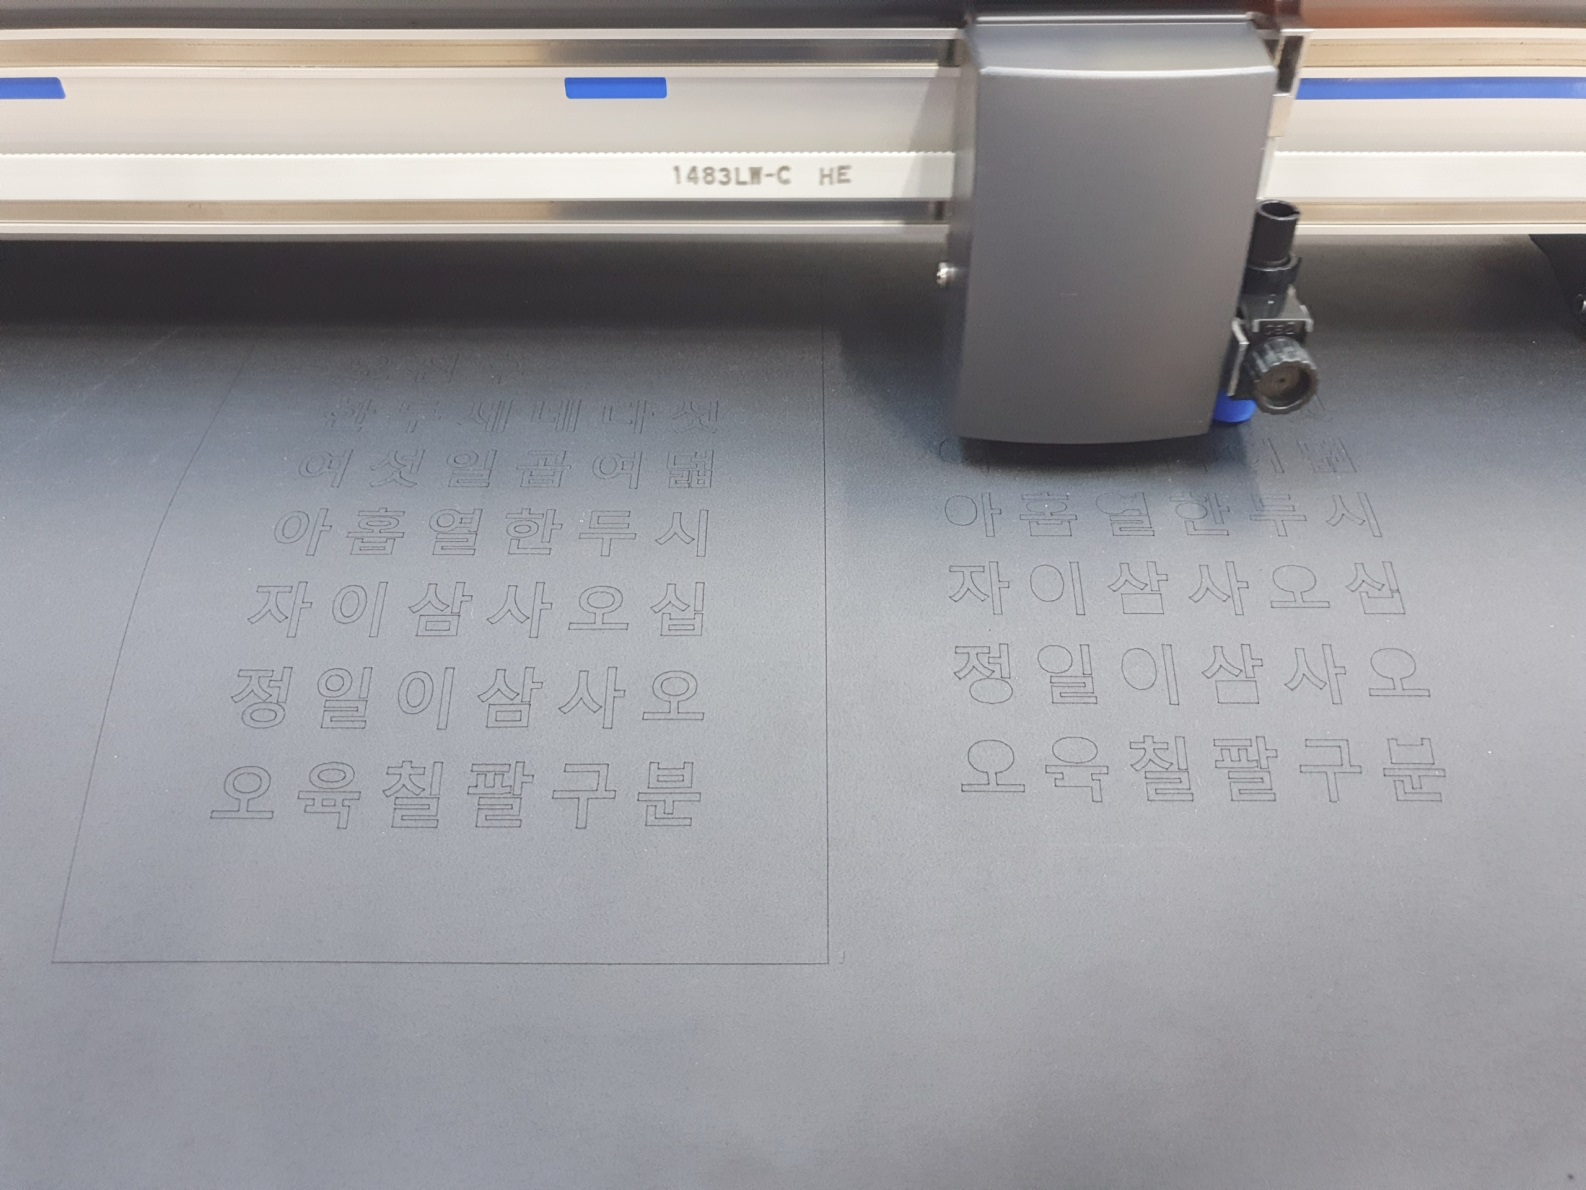 1483LW-C HE
한두세네다섯
여섯일곱여덟
아홉열한두시
자이삼사오십
정일이삼사오
오육칠팔구분
아홉열한두시
자이삼사오십
정일이삼사오
오육칠팔구분